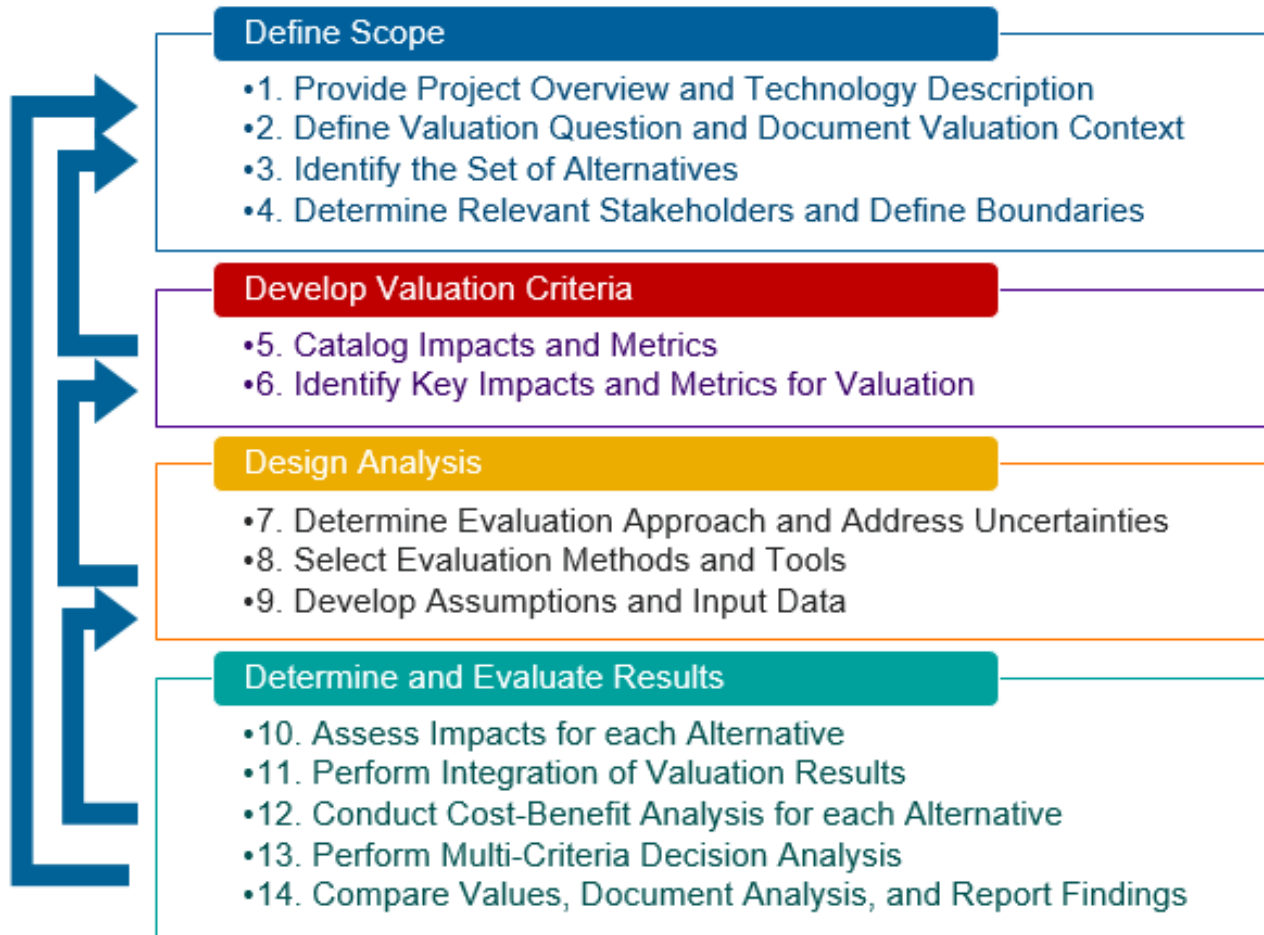 Define Scope
•1. Provide Project Overview and Technology Description
•2. Define Valuation Question and Document Valuation Context
•3. Identify the Set of Alternatives
•4. Determine Relevant Stakeholders and Define Boundaries
Develop Valuation Criteria
•5. Catalog Impacts and Metrics
•6. Identify Key Impacts and Metrics for Valuation
Design Analysis
•7. Determine Evaluation Approach and Address Uncertainties
•8. Select Evaluation Methods and Tools
•9. Develop Assumptions and Input Data
Determine and Evaluate Results
•10. Assess Impacts for each Alternative
•11. Perform Integration of Valuation Results
•12. Conduct Cost-Benefit Analysis for each Alternative
•13. Perform Multi-Criteria Decision Analysis
•14. Compare Values, Document Analysis, and Report Findings